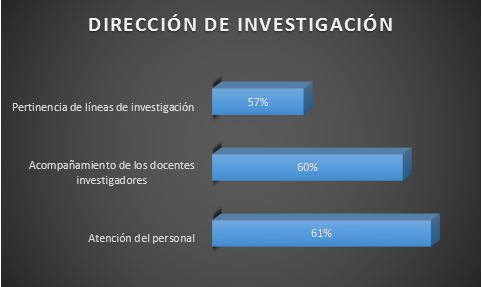 DIRECCIÓN DE INVESTIGACIÓN
Pertinencia de líneas de investigación
57%
Acompañamiento de los docentes
investigadores
60%
Atención del personal
61%